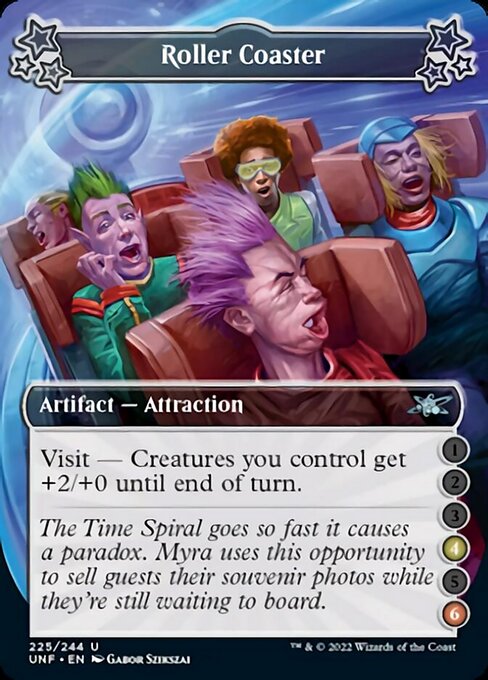 Roller Coaster
Artifact — Attraction
Visit — Creatures you control get
+2/+0 until end of turn.
The Time Spiral goes so fast it causes
a paradox. Myra uses this opportunity
to sell guests their souvenir photos while
they're still waiting to board.
1
2
3
4
5
6
225/244 U
UNF • EN Gabor Szikszai
™ & © 2022 Wizards of the Coast